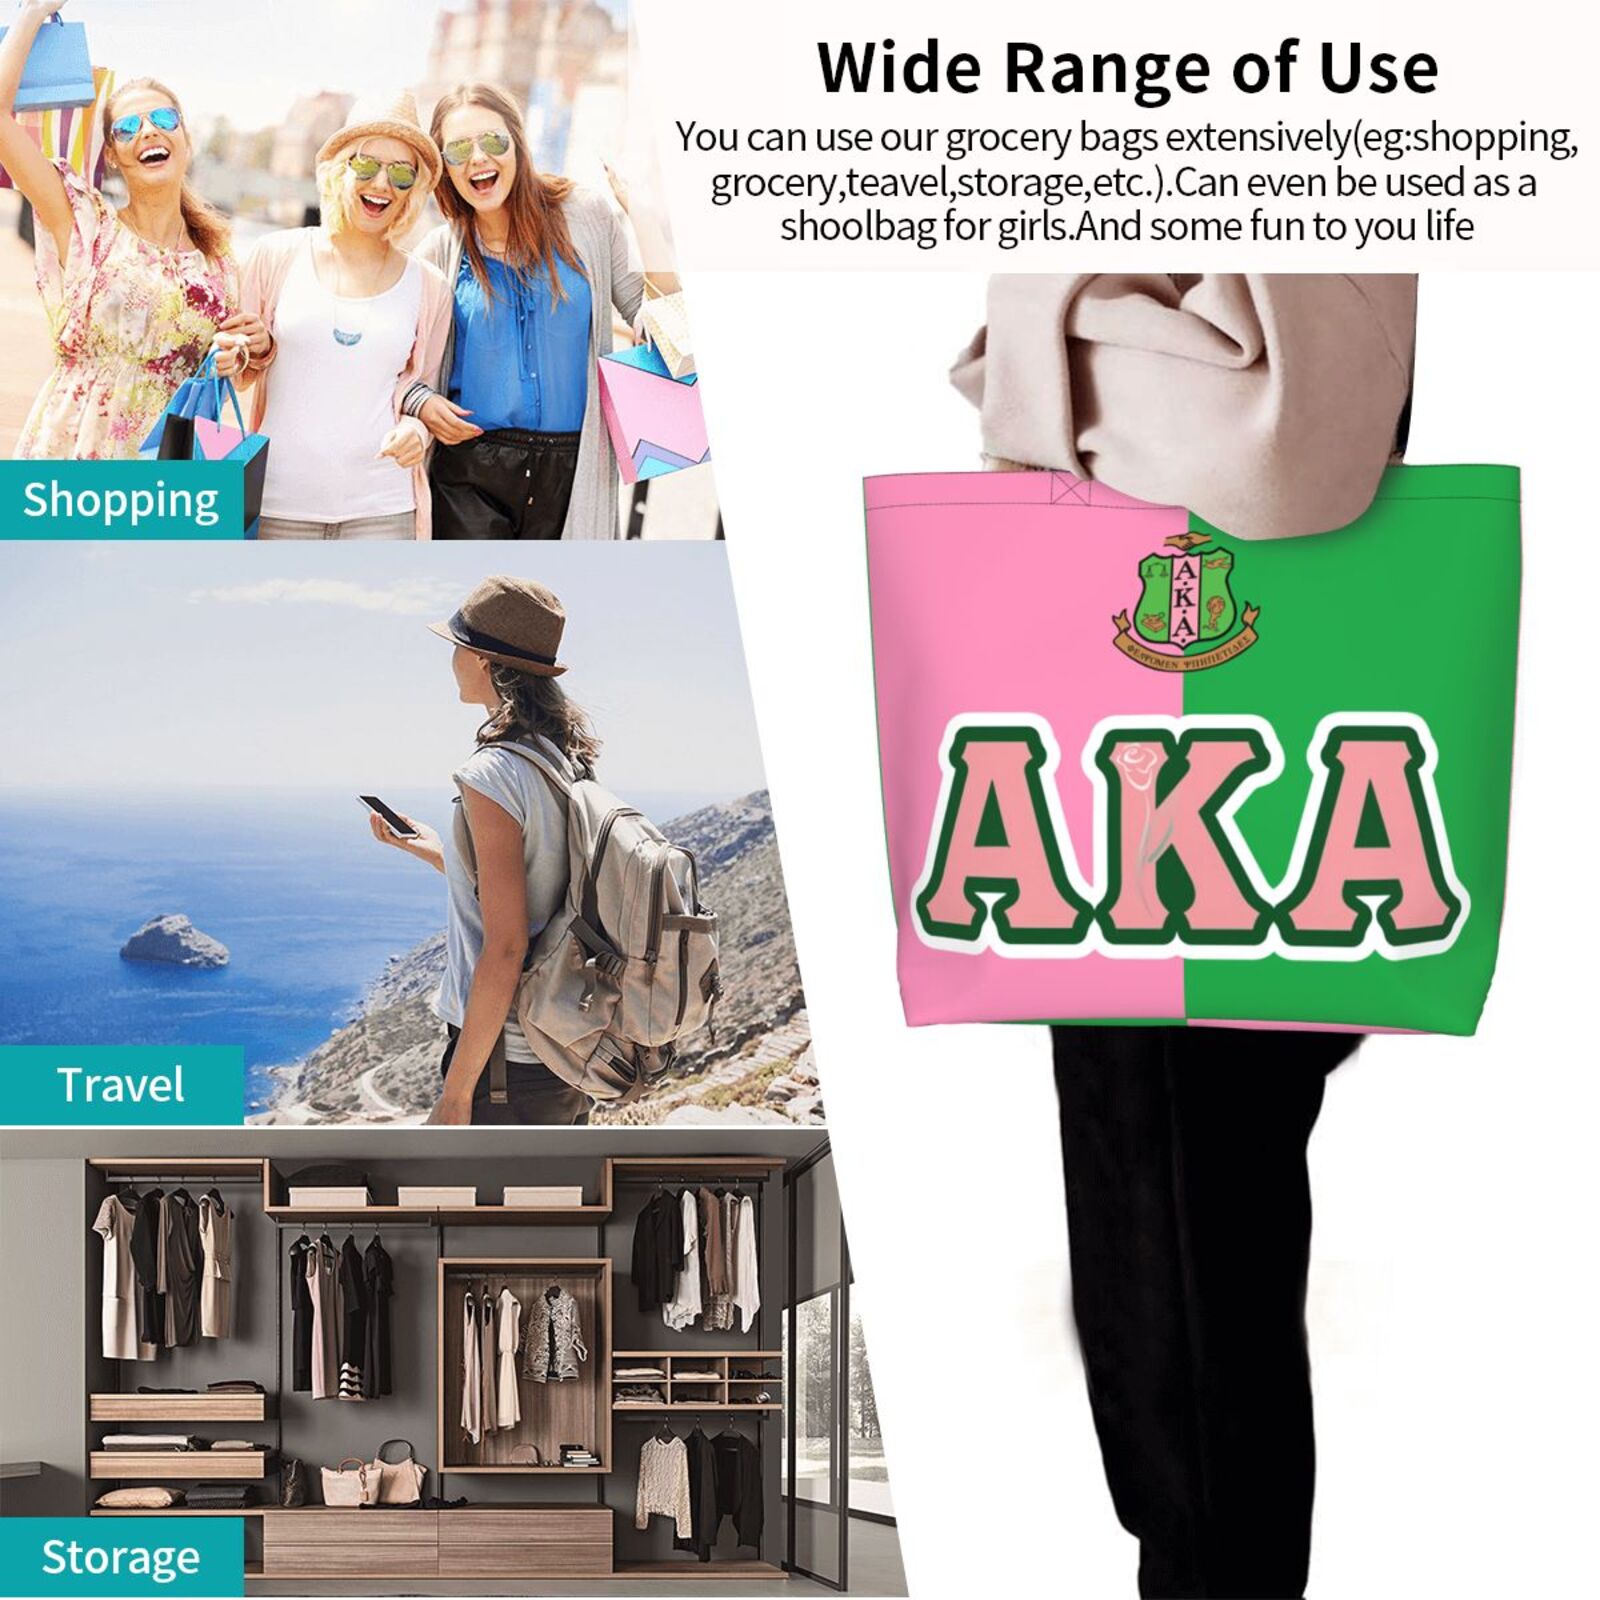 Wide Range of Use
You can use our grocery bags extensively(eg:shopping,
grocery,teavel,storage,etc.).Can even be used as a
shoolbag for girls.And some fun to you life
Shopping
Travel
Storage
A.K.A.
AKA